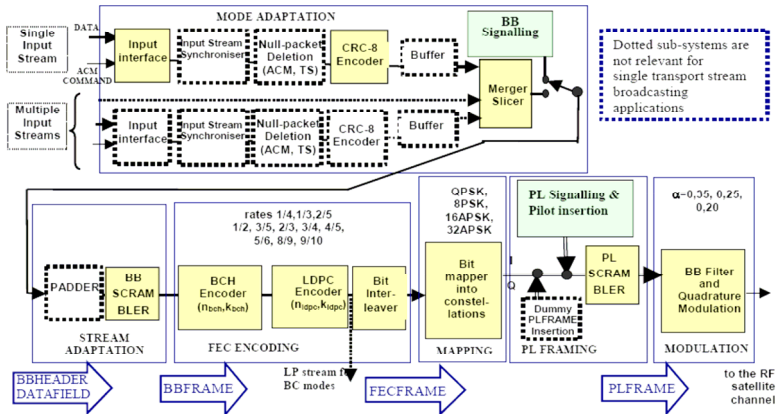 MODE ADAPTATION
Single
Input
Stream
DATA
ACM
COMMAND
Input
interface
Input Stream
Synchroniser
Null-packet
Deletion
(ACM, TS)
CRC-8
Encoder
Buffer
BB
Signalling
Merger
Slicer
Dotted sub-systems are
not relevant for
single transport stream
broadcasting
applications
Multiple
Input
Streams
Input
interface
Input Stream
Synchroniser
Null-packet
Deletion
(ACM, TS)
CRC-8
Encoder
Buffer
rates 1/4,1/3,2/5
1/2, 3/5, 2/3, 3/4, 4/5,
5/6, 8/9, 9/10
QPSK,
8PSK,
16APSK,
32APSK
PL Signalling &
Pilot insertion
α=0,35, 0,25,
0,20
PADDER
BB
SCRAM
BLER
BCH
Encoder
(nbch,kbch)
LDPC
Encoder
(nldpc,kldpc)
Bit
Inter-
leaver
Bit
mapper
into
constel-
lations
I
Q
Dummy
PLFRAME
Insertion
PL
SCRAM
BLER
BB Filter
and
Quadrature
Modulation
STREAM
ADAPTATION
FEC ENCODING
MAPPING
PL FRAMING
MODULATION
LP stream for
BC modes
BBHEADER
DATAFIELD
BBFRAME
FECFRAME
PLFRAME
to the RF
satellite
channel